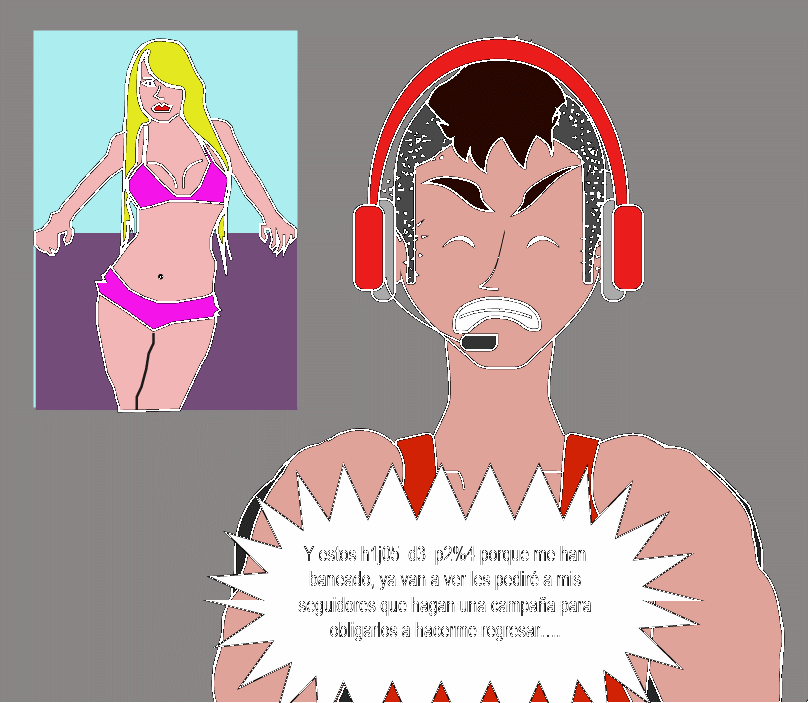 Y estos h1j05 d3 p2%4 porque me han
baneado, ya van a ver les pediré a mis
seguidores que hagan una campaña para
obligarlos a hacerme regresar.....